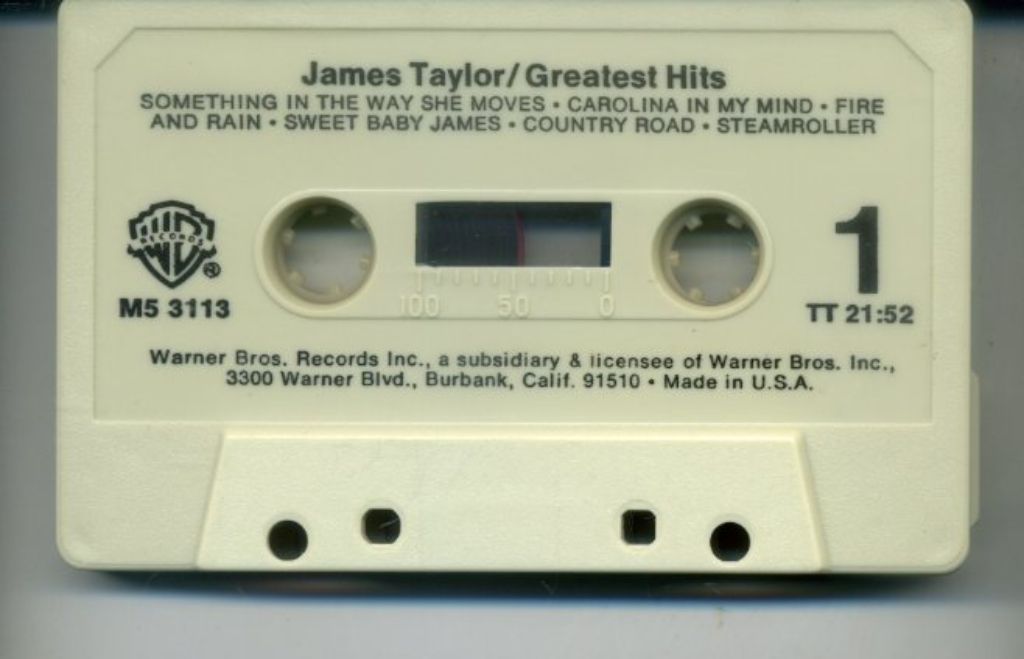 James Taylor/Greatest Hits
SOMETHING IN THE WAY SHE MOVES • CAROLINA IN MY MIND • FIRE
AND RAIN • SWEET BABY JAMES • COUNTRY ROAD • STEAMROLLER
WB
RECORDS
®
M5 3113
100 50 0
1
TT 21:52
Warner Bros. Records Inc., a subsidiary & licensee of Warner Bros. Inc.,
3300 Warner Blvd., Burbank, Calif. 91510 • Made in U.S.A.